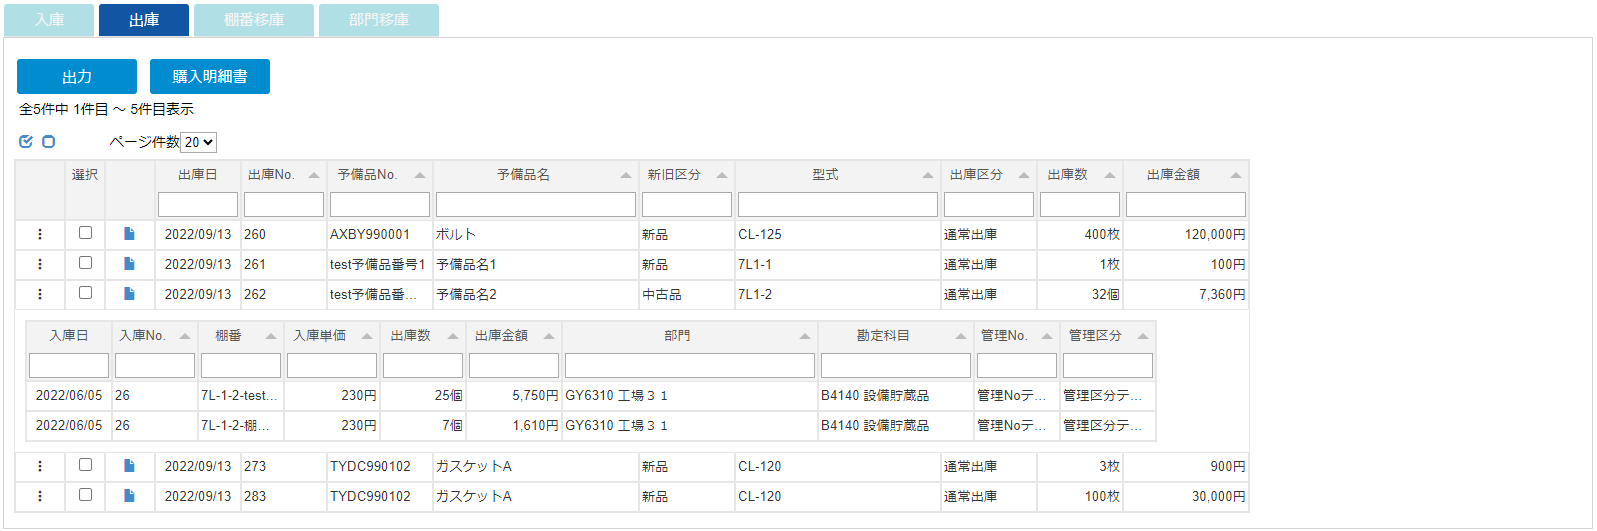 入庫 出庫 棚番移庫 部門移庫
出力 購入明細書
全5件中 1件目 ～ 5件目表示
ページ件数 20
選択 出庫日 出庫No. 予備品No. 予備品名 新旧区分 型式 出庫区分 出庫数 出庫金額
2022/09/13 260 AXBY990001 ボルト 新品 CL-125 通常出庫 400枚 120,000円
2022/09/13 261 test予備品番号1 予備品名1 新品 7L1-1 通常出庫 1枚 100円
2022/09/13 262 test予備品番... 予備品名2 中古品 7L1-2 通常出庫 32個 7,360円
入庫日 入庫No. 棚番 入庫単価 出庫数 出庫金額 部門 勘定科目 管理No. 管理区分
2022/06/05 26 7L-1-2-test... 230円 25個 5,750円 GY6310 工場３１ B4140 設備貯蔵品 管理Noテ... 管理区分テ...
2022/06/05 26 7L-1-2-棚... 230円 7個 1,610円 GY6310 工場３１ B4140 設備貯蔵品 管理Noテ... 管理区分テ...
2022/09/13 273 TYDC990102 ガスケットA 新品 CL-120 通常出庫 3枚 900円
2022/09/13 283 TYDC990102 ガスケットA 新品 CL-120 通常出庫 100枚 30,000円